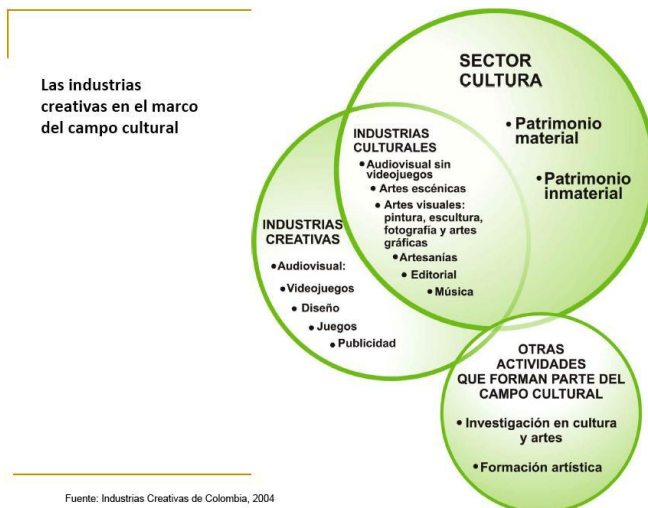 Las industrias
creativas en el marco
del campo cultural
SECTOR
CULTURA
• Patrimonio
material
• Patrimonio
inmaterial
INDUSTRIAS
CULTURALES
• Audiovisual sin
videojuegos
• Artes escénicas
• Artes visuales:
pintura, escultura,
fotografía y artes
gráficas
• Artesanías
• Editorial
• Música
INDUSTRIAS
CREATIVAS
• Audiovisual:
• Videojuegos
• Diseño
• Juegos
• Publicidad
OTRAS
ACTIVIDADES
QUE FORMAN PARTE DEL
CAMPO CULTURAL
• Investigación en cultura
y artes
• Formación artística
Fuente: Industrias Creativas de Colombia, 2004